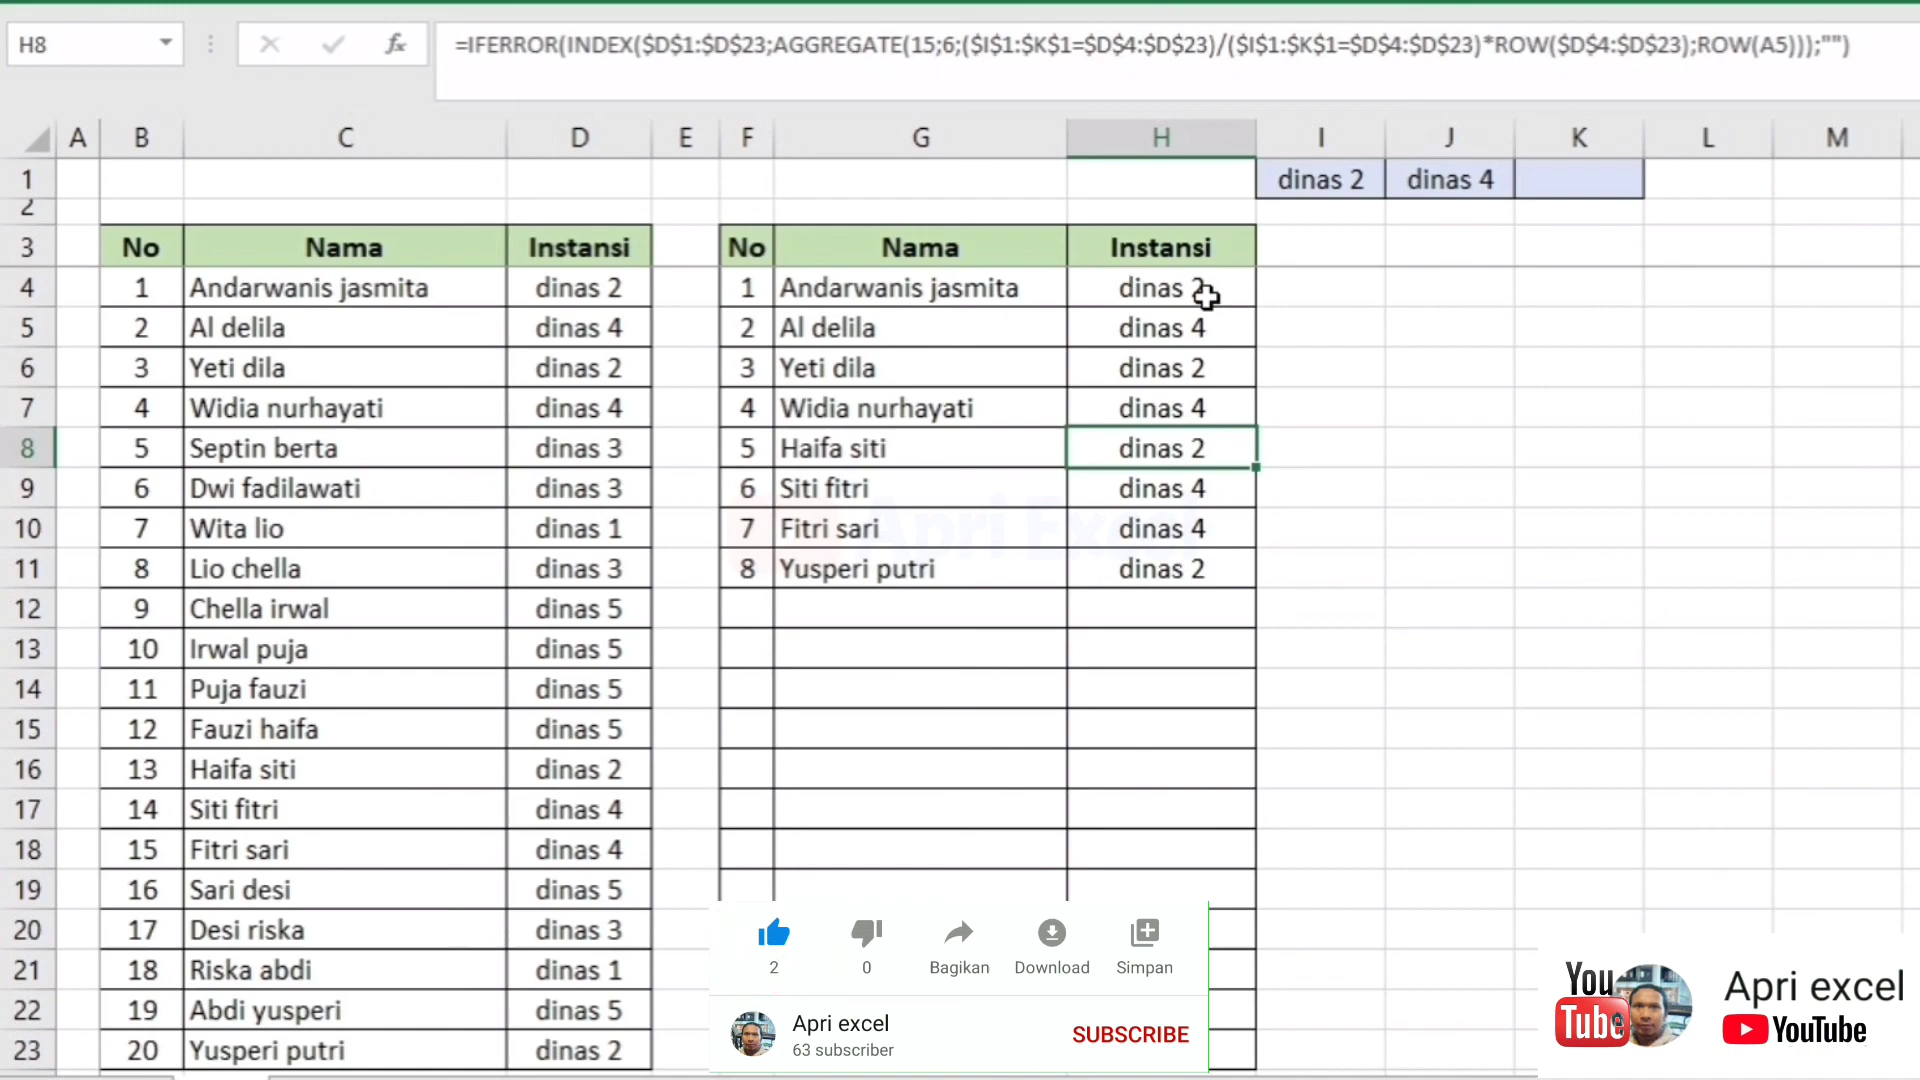 H8 fx =IFERROR(INDEX($D$1:$D$23;AGGREGATE(15;6;($I$1:$K$1=$D$4:$D$23)/($I$1:$K$1=$D$4:$D$23)*ROW($D$4:$D$23);ROW(A5)));"")
A B C D E F G H I J K L M
1 dinas 2 dinas 4
2
3 No Nama Instansi No Nama Instansi
4 1 Andarwanis jasmita dinas 2 1 Andarwanis jasmita dinas 2
5 2 Al delila dinas 4 2 Al delila dinas 4
6 3 Yeti dila dinas 2 3 Yeti dila dinas 2
7 4 Widia nurhayati dinas 4 4 Widia nurhayati dinas 4
8 5 Septin berta dinas 3 5 Haifa siti dinas 2
9 6 Dwi fadilawati dinas 3 6 Siti fitri dinas 4
10 7 Wita lio dinas 1 7 Fitri sari dinas 4
Apri Excel
11 8 Lio chella dinas 3 8 Yusperi putri dinas 2
12 9 Chella irwal dinas 5
13 10 Irwal puja dinas 5
14 11 Puja fauzi dinas 5
15 12 Fauzi haifa dinas 5
16 13 Haifa siti dinas 2
17 14 Siti fitri dinas 4
18 15 Fitri sari dinas 4
19 16 Sari desi dinas 5
20 17 Desi riska dinas 3
21 18 Riska abdi dinas 1
22 19 Abdi yusperi dinas 5
23 20 Yusperi putri dinas 2
2 0 Bagikan Download Simpan
Apri excel
63 subscriber
SUBSCRIBE
You
Tube
Apri excel
YouTube